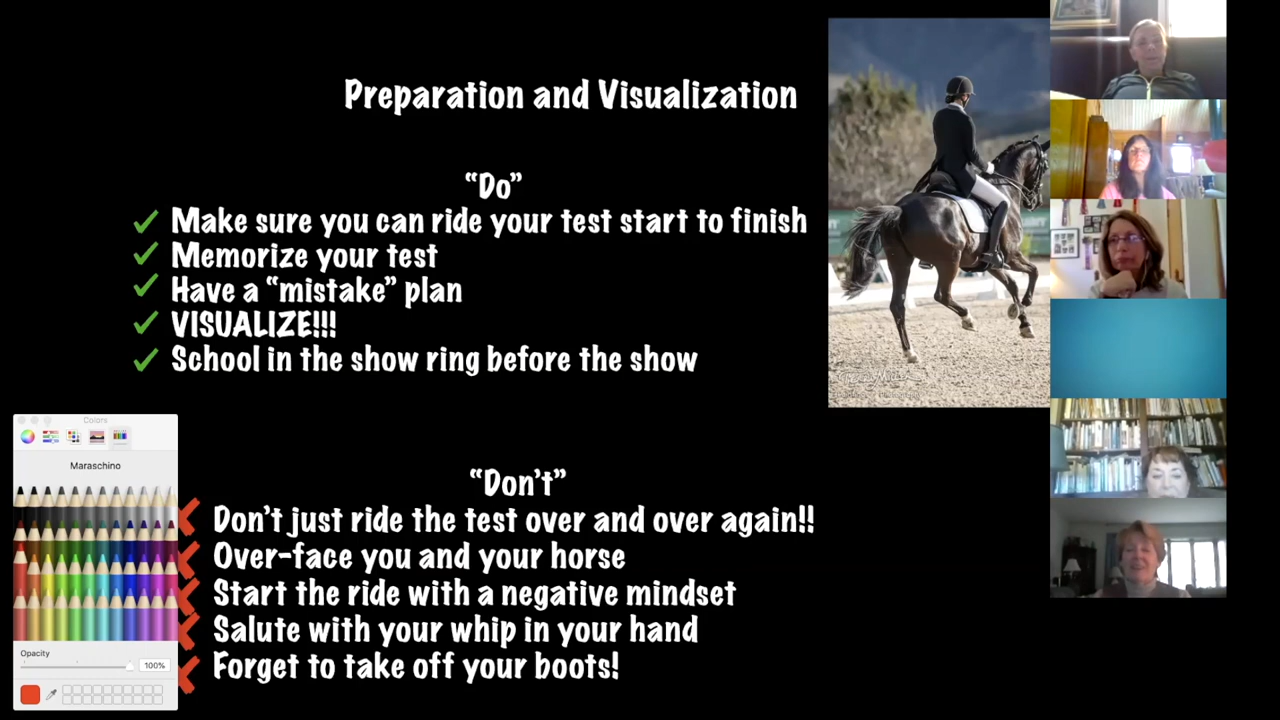 Preparation and Visualization
“Do”
Make sure you can ride your test start to finish
Memorize your test
Have a “mistake” plan
VISUALIZE!!!
School in the show ring before the show
Colors
Maraschino
Opacity
100%
“Don't”
Don't just ride the test over and over again!!
Over-face you and your horse
Start the ride with a negative mindset
Salute with your whip in your hand
Forget to take off your boots!